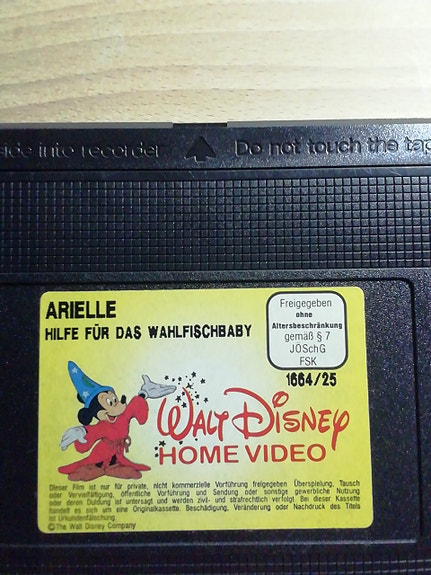 side into recorder Do not touch the tap
ARIELLE
HILFE FÜR DAS WAHLFISCHBABY
Freigegeben
ohne
Altersbeschränkung
gemäß § 7
JÖSchG
FSK
1664/25
WALT DISNEY
HOME VIDEO
Dieser Film ist nur für private, nicht kommerzielle Vorführung freigegeben Überspielung, Tausch
oder Vervielfältigung, öffentliche Vorführung und Sendung oder sonstige gewerbliche Nutzung
oder deren Duldung ist untersagt und werden zivil- und strafrechtlich verfolgt. Bei dieser Kassette
handelt es sich um eine Originalkassette. Beschädigung, Veränderung oder Nachdruck des Titels
ist Urkundenfälschung.
©The Walt Disney Company